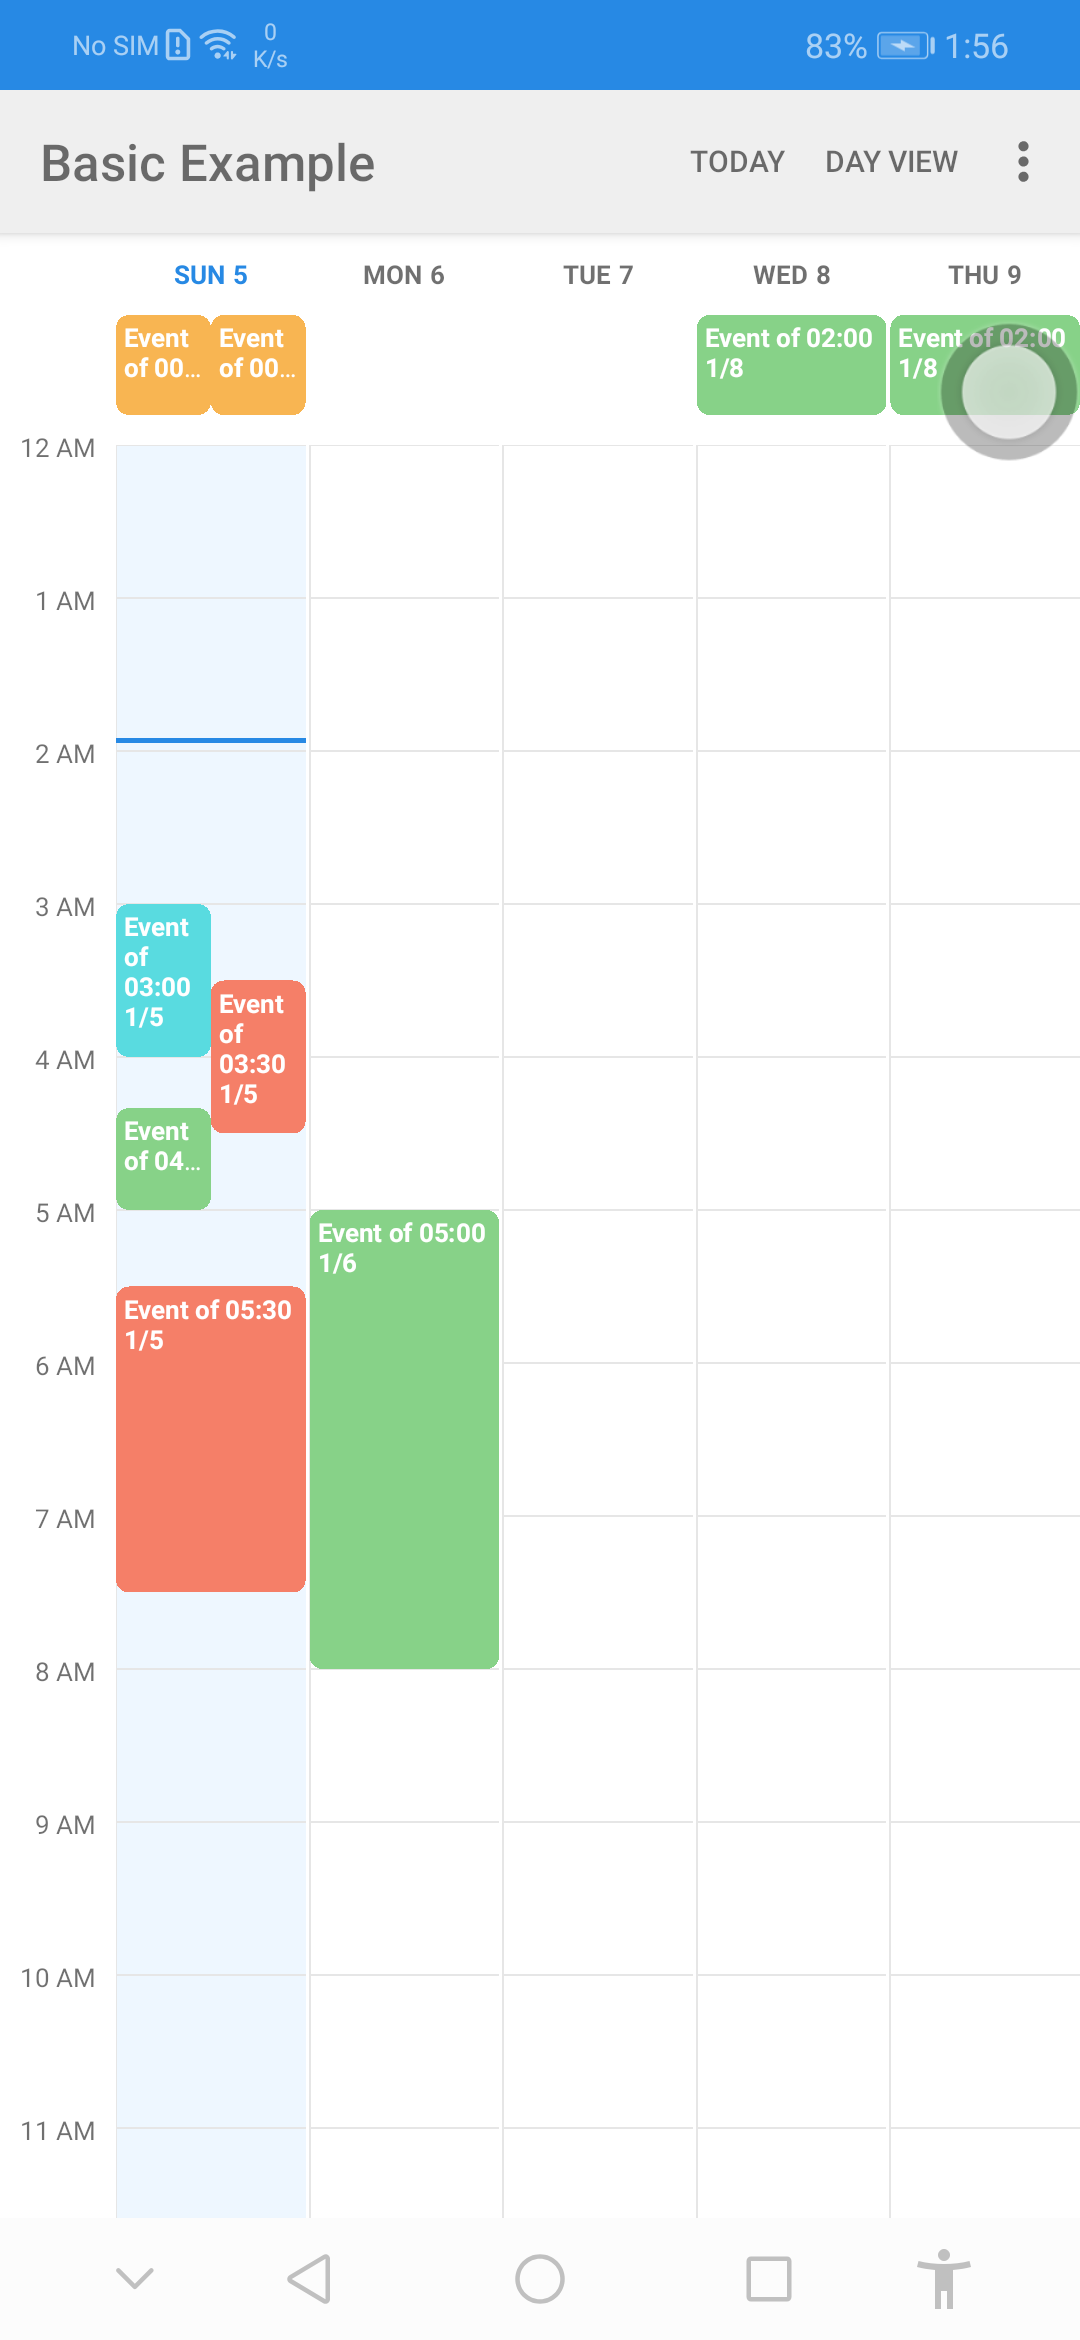 No SIM 0 K/s 83% 1:56
Basic Example TODAY DAY VIEW
SUN 5 MON 6 TUE 7 WED 8 THU 9
Event
of 00...
Event
of 00...
Event of 02:00
1/8
Event of 02:00
1/8
12 AM
1 AM
2 AM
3 AM
Event
of
03:00
1/5
Event
of
03:30
1/5
4 AM
Event
of 04...
5 AM
Event of 05:00
1/6
Event of 05:30
1/5
6 AM
7 AM
8 AM
9 AM
10 AM
11 AM